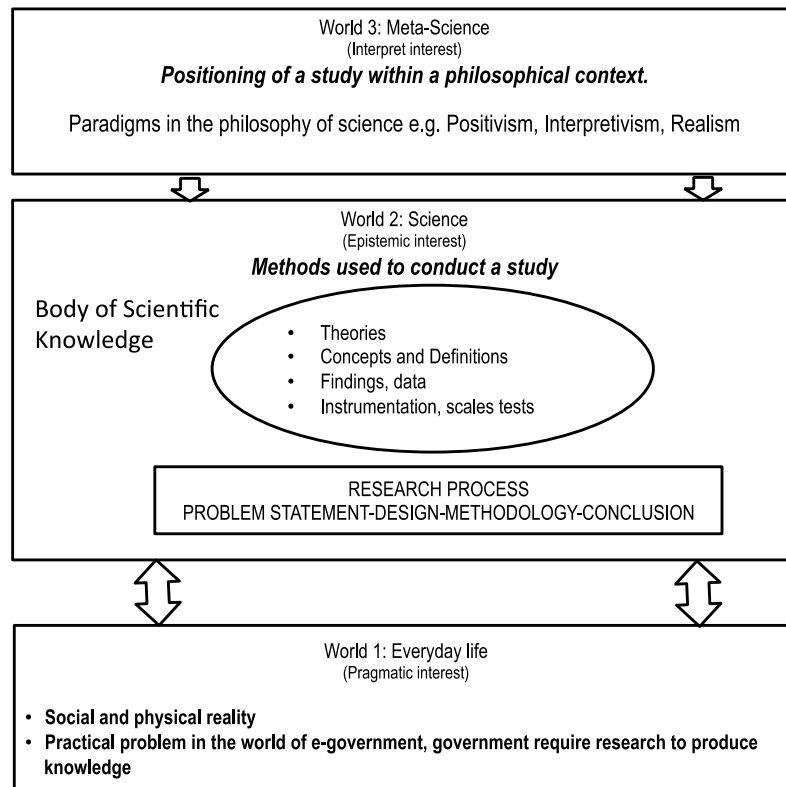 World 3: Meta-Science
(Interpret interest)
Positioning of a study within a philosophical context.
Paradigms in the philosophy of science e.g. Positivism, Interpretivism, Realism
World 2: Science
(Epistemic interest)
Methods used to conduct a study
Body of Scientific
Knowledge
• Theories
• Concepts and Definitions
• Findings, data
• Instrumentation, scales tests
RESEARCH PROCESS
PROBLEM STATEMENT-DESIGN-METHODOLOGY-CONCLUSION
World 1: Everyday life
(Pragmatic interest)
• Social and physical reality
• Practical problem in the world of e-government, government require research to produce
knowledge